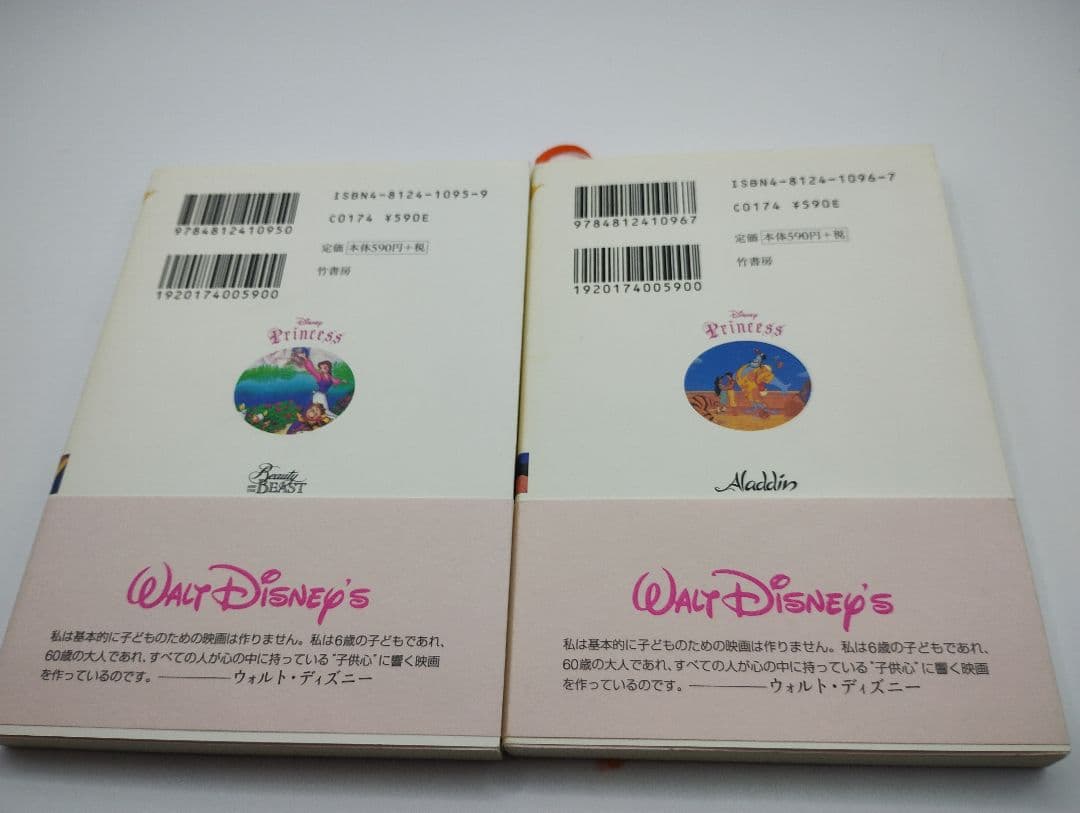 ISBN4-8124-1095-9
9784812410950
C0174 ¥590E
定価 本体590円+税
1920174005900
竹書房
Disney
Princess
Beauty
AND THE
BEAST
WALT DISNEY'S
私は基本的に子どものための映画は作りません。私は6歳の子どもであれ、
60歳の大人であれ、すべての人が心の中に持っている"子供心"に響く映画
を作っているのです。————ウォルト・ディズニー
ISBN4-8124-1096-7
9784812410967
C0174 ¥590E
定価 本体590円+税
1920174005900
竹書房
Disney
Princess
Aladdin
WALT DISNEY'S
私は基本的に子どものための映画は作りません。私は6歳の子どもであれ、
60歳の大人であれ、すべての人が心の中に持っている"子供心"に響く映画
を作っているのです。————ウォルト・ディズニー